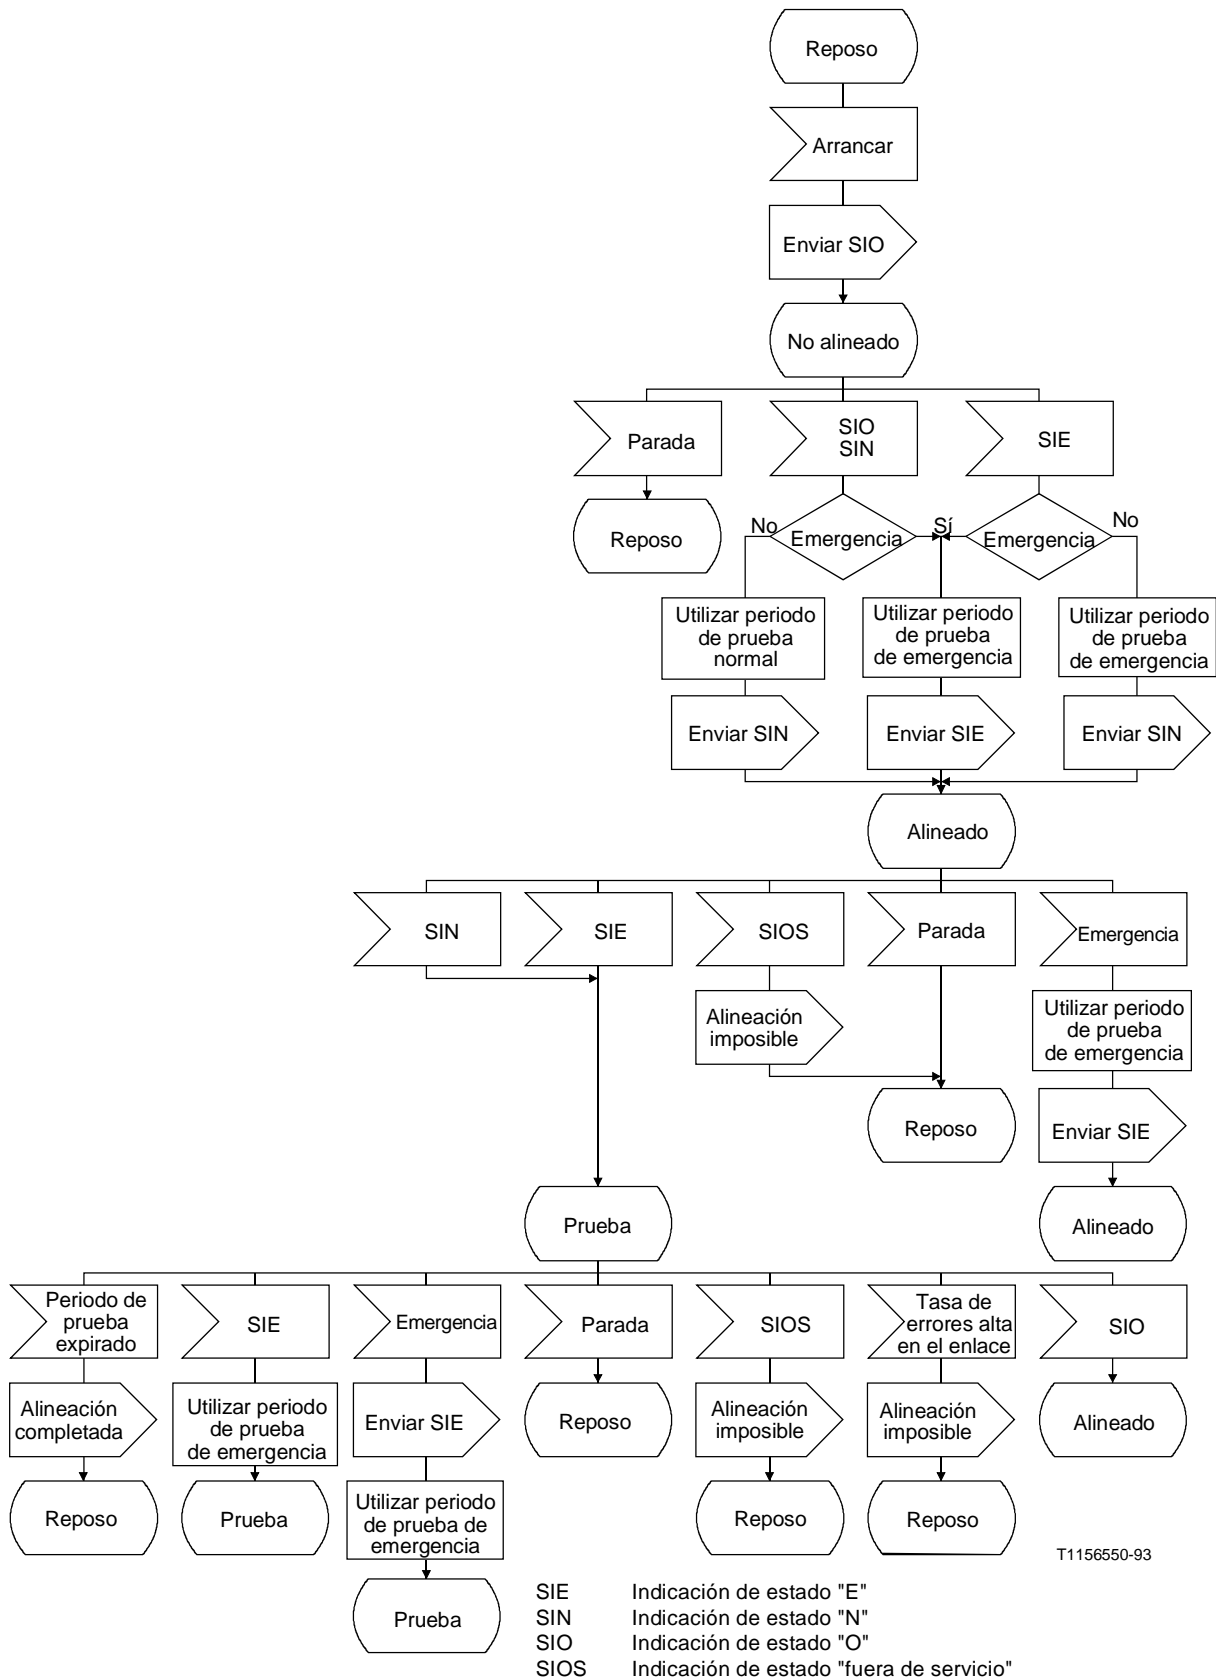 Reposo
Arrancar
Enviar SIO
No alineado
Parada
SIO
SIN
SIE
Reposo
No
Emergencia
Sí
Emergencia
No
Utilizar periodo
de prueba
normal
Utilizar periodo
de prueba
de emergencia
Utilizar periodo
de prueba
de emergencia
Enviar SIN
Enviar SIE
Enviar SIN
Alineado
SIN
SIE
SIOS
Parada
Emergencia
Alineación
imposible
Utilizar periodo
de prueba
de emergencia
Reposo
Enviar SIE
Prueba
Alineado
Periodo de
prueba
expirado
SIE
Emergencia
Parada
SIOS
Tasa de
errores alta
en el enlace
SIO
Alineación
completada
Utilizar periodo
de prueba
de emergencia
Enviar SIE
Reposo
Alineación
imposible
Alineación
imposible
Alineado
Reposo
Prueba
Utilizar periodo
de prueba de
emergencia
Reposo
Reposo
Prueba
T1156550-93
SIE Indicación de estado "E"
SIN Indicación de estado "N"
SIO Indicación de estado "O"
SIOS Indicación de estado "fuera de servicio"